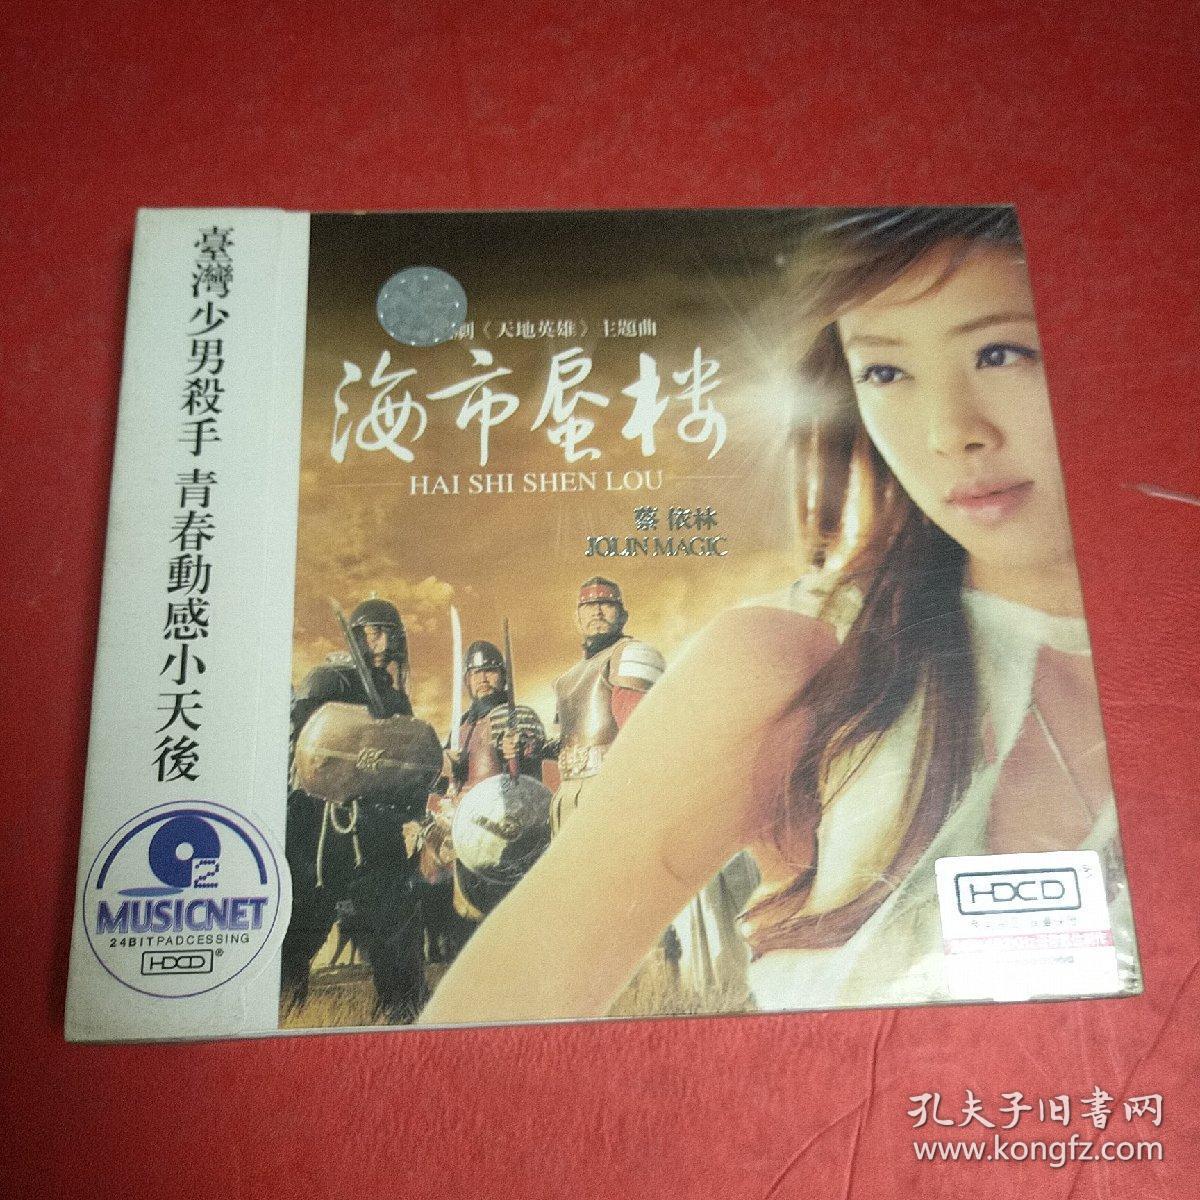 臺灣少男殺手 青春動感小天後
劇《天地英雄》主題曲
海市蜃楼
HAI SHI SHEN LOU
蔡依林
JOLIN MAGIC
2
MUSICNET
24BITPADCESSING
HDCD®
HDCD®
孔夫子旧書网
www.kongfz.com